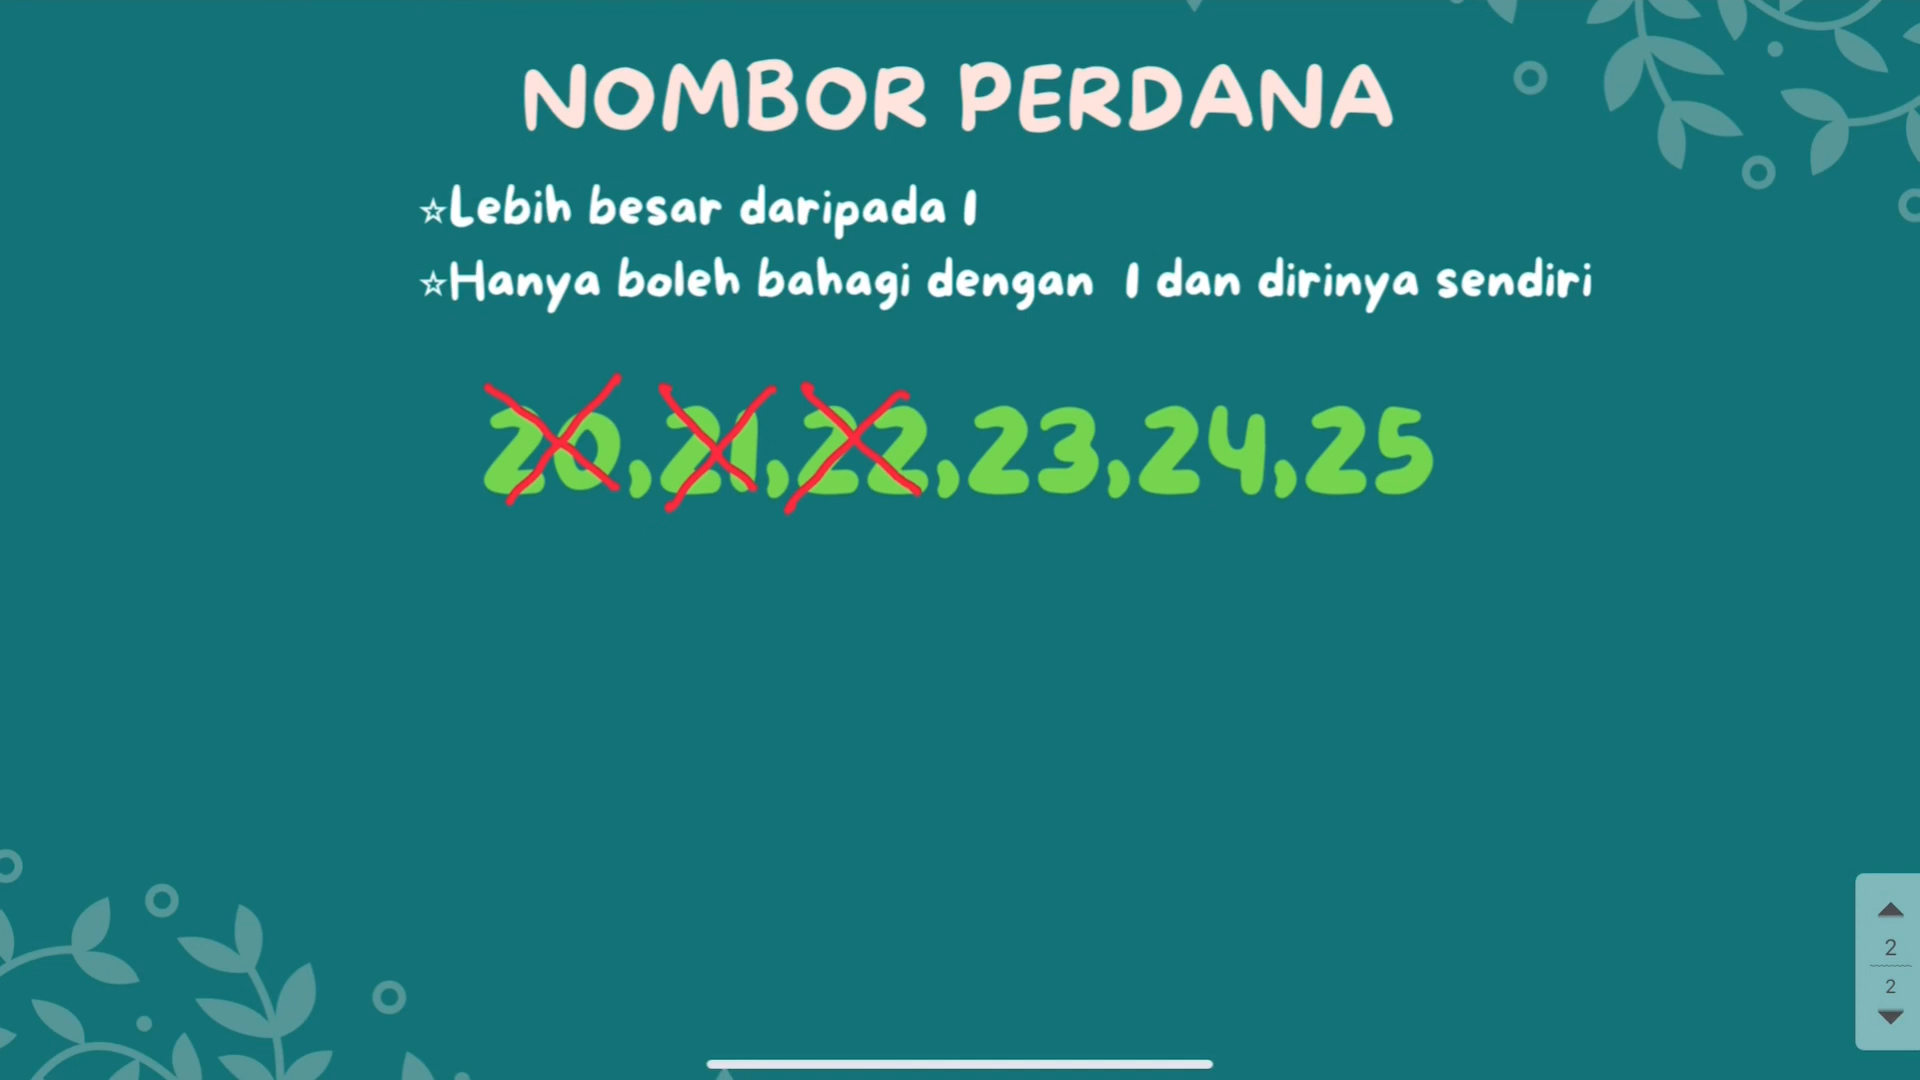 NOMBOR PERDANA
☆Lebih besar daripada 1
☆Hanya boleh bahagi dengan 1 dan dirinya sendiri
20,21,22,23,24,25
2
2